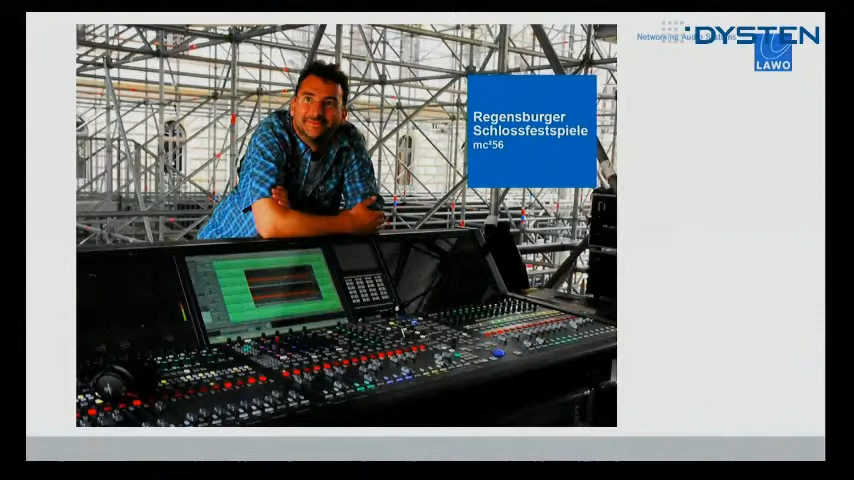 Networking Audio Systems
DYSTEN
LAWO
Regensburger
Schlossfestspiele
mc²56